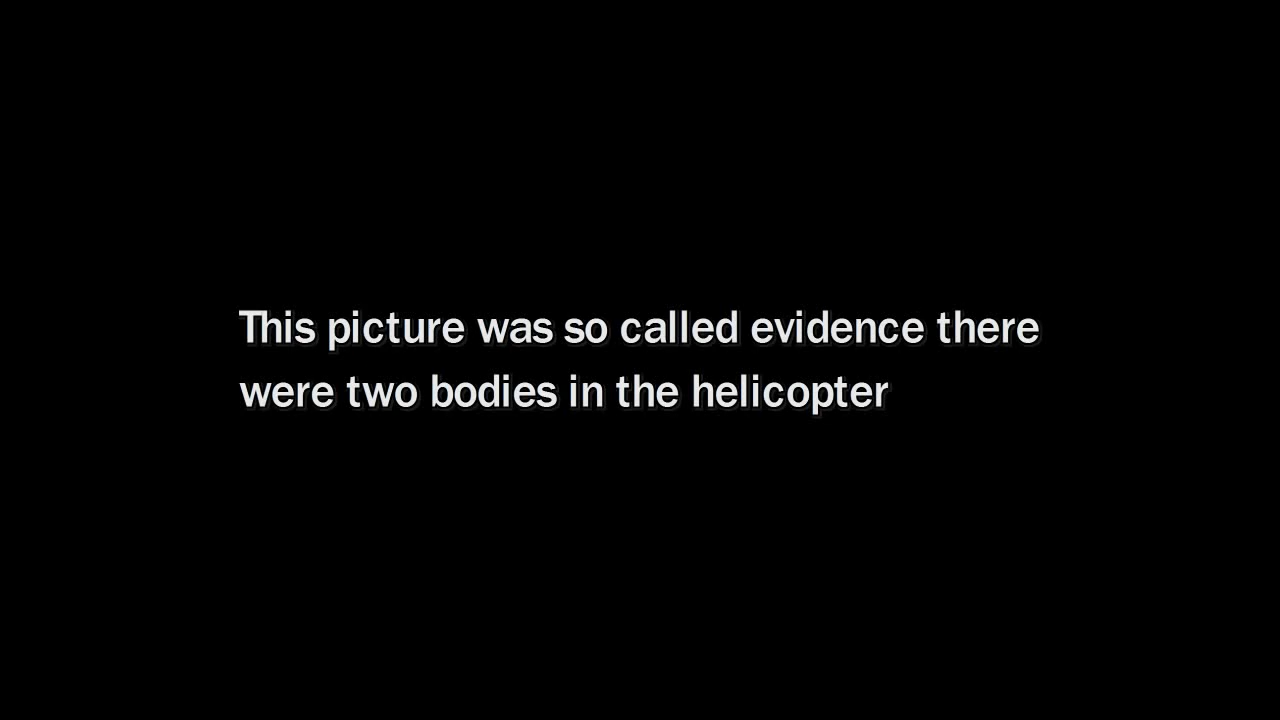 This picture was so called evidence there
were two bodies in the helicopter